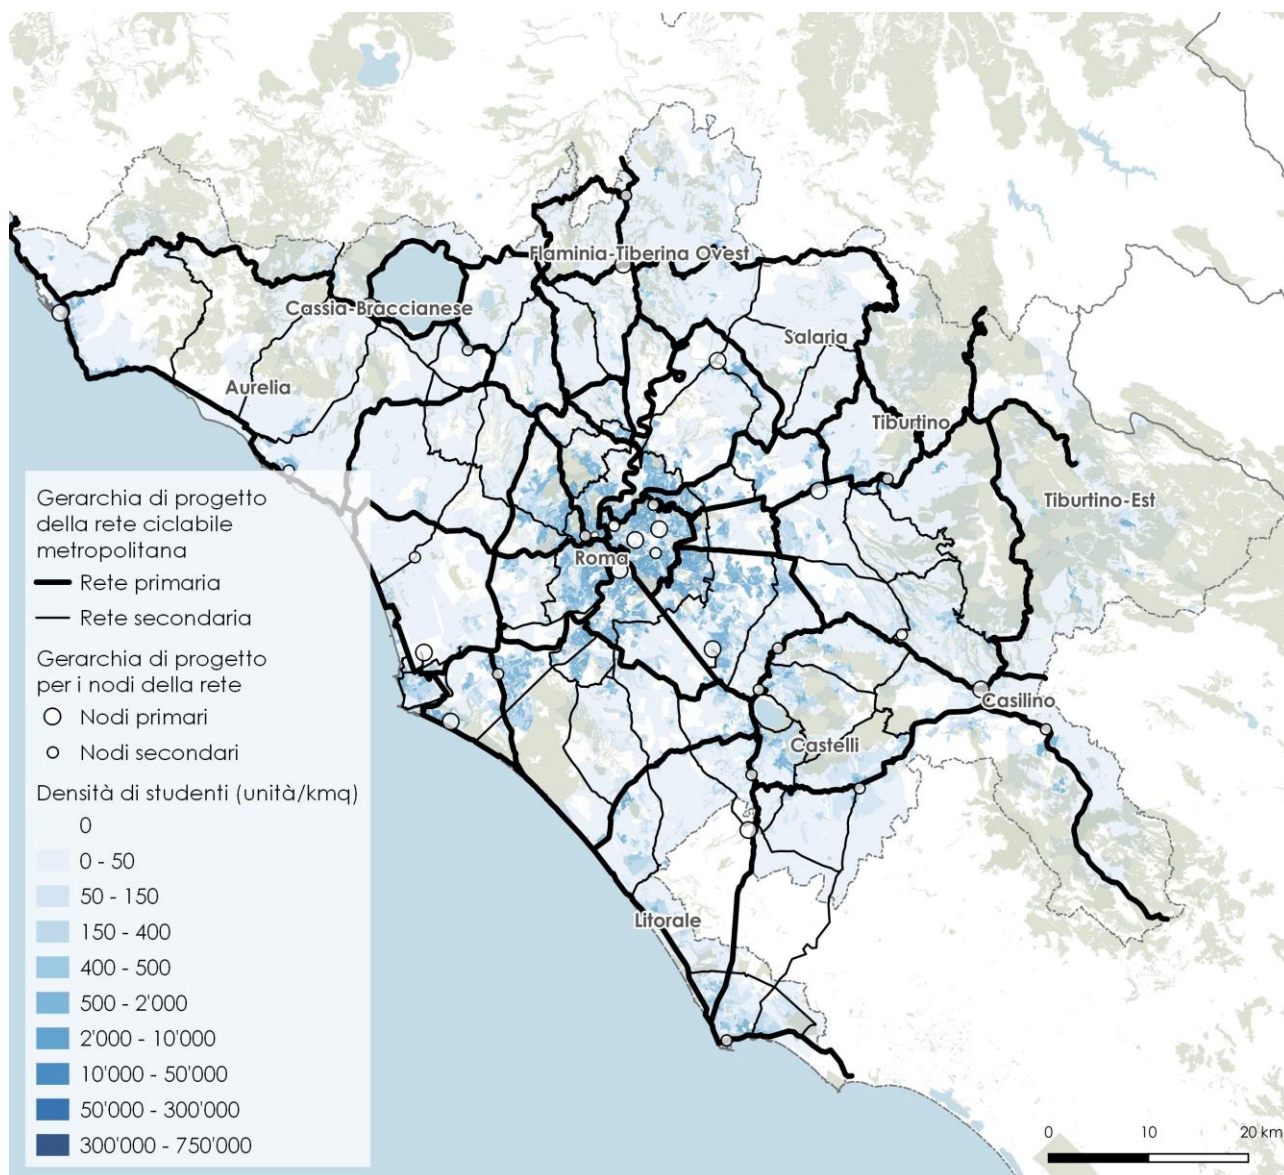 Flaminia-Tiberina Ovest
Cassia-Braccianese
Salaria
Aurelia
Tiburtino
Tiburtino-Est
Roma
Casilino
Castelli
Litorale
Gerarchia di progetto
della rete ciclabile
metropolitana
Rete primaria
Rete secondaria
Gerarchia di progetto
per i nodi della rete
Nodi primari
Nodi secondari
Densità di studenti (unità/kmq)
0
0 - 50
50 - 150
150 - 400
400 - 500
500 - 2'000
2'000 - 10'000
10'000 - 50'000
50'000 - 300'000
300'000 - 750'000
0 10 20 km